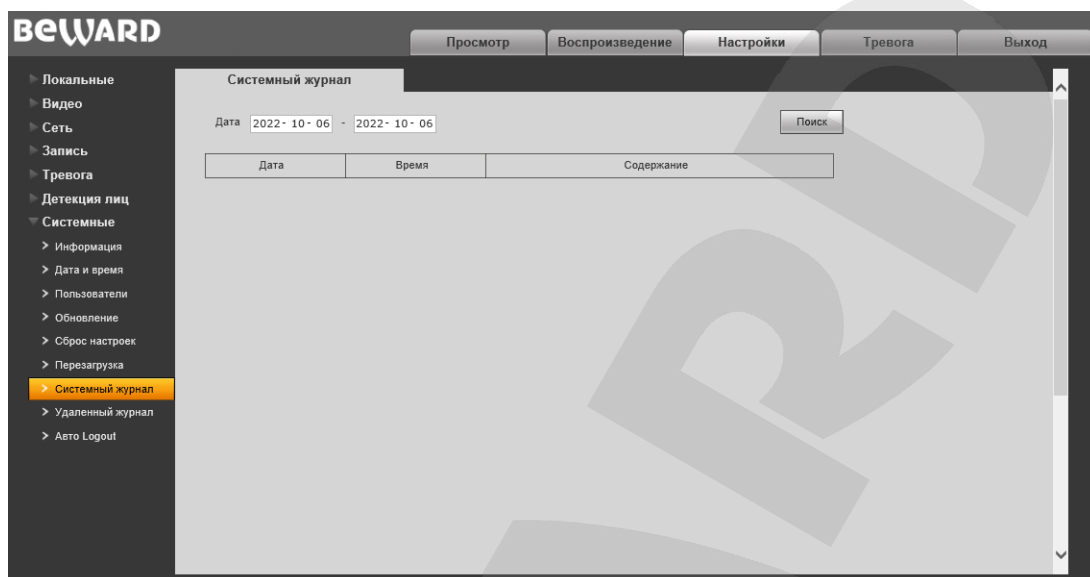 BEWARD
Просмотр Воспроизведение Настройки Тревога Выход
Локальные
Видео
Сеть
Запись
Тревога
Детекция лиц
Системные
Информация
Дата и время
Пользователи
Обновление
Сброс настроек
Перезагрузка
Системный журнал
Удаленный журнал
Авто Logout
Системный журнал
Дата 2022-10-06 - 2022-10-06 Поиск
Дата Время Содержание